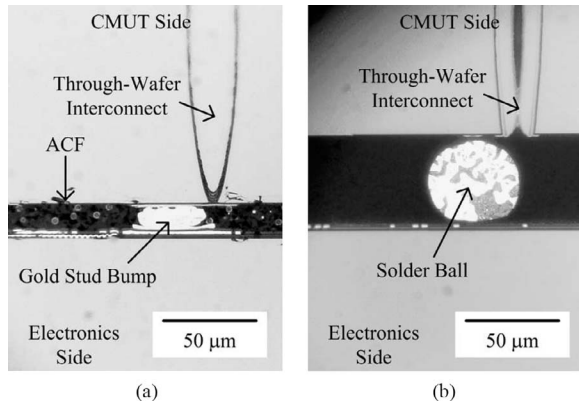 CMUT Side
Through-Wafer
Interconnect
ACF
Gold Stud Bump
Electronics
Side
50 μm
(a)
CMUT Side
Through-Wafer
Interconnect
Solder Ball
Electronics
Side
50 μm
(b)